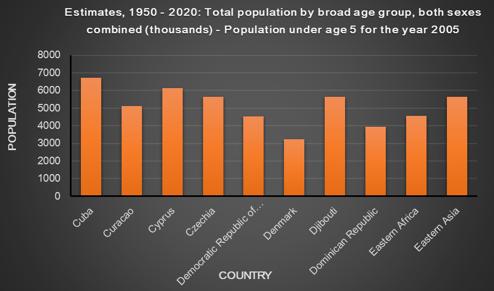 Estimates, 1950 - 2020: Total population by broad age group, both sexes
combined (thousands) - Population under age 5 for the year 2005
8000
7000
6000
5000
4000
3000
2000
1000
0
POPULATION
Cuba
Curacao
Cyprus
Czechia
Democratic Republic of…
Denmark
Djibouti
Dominican Republic
Eastern Africa
Eastern Asia
COUNTRY